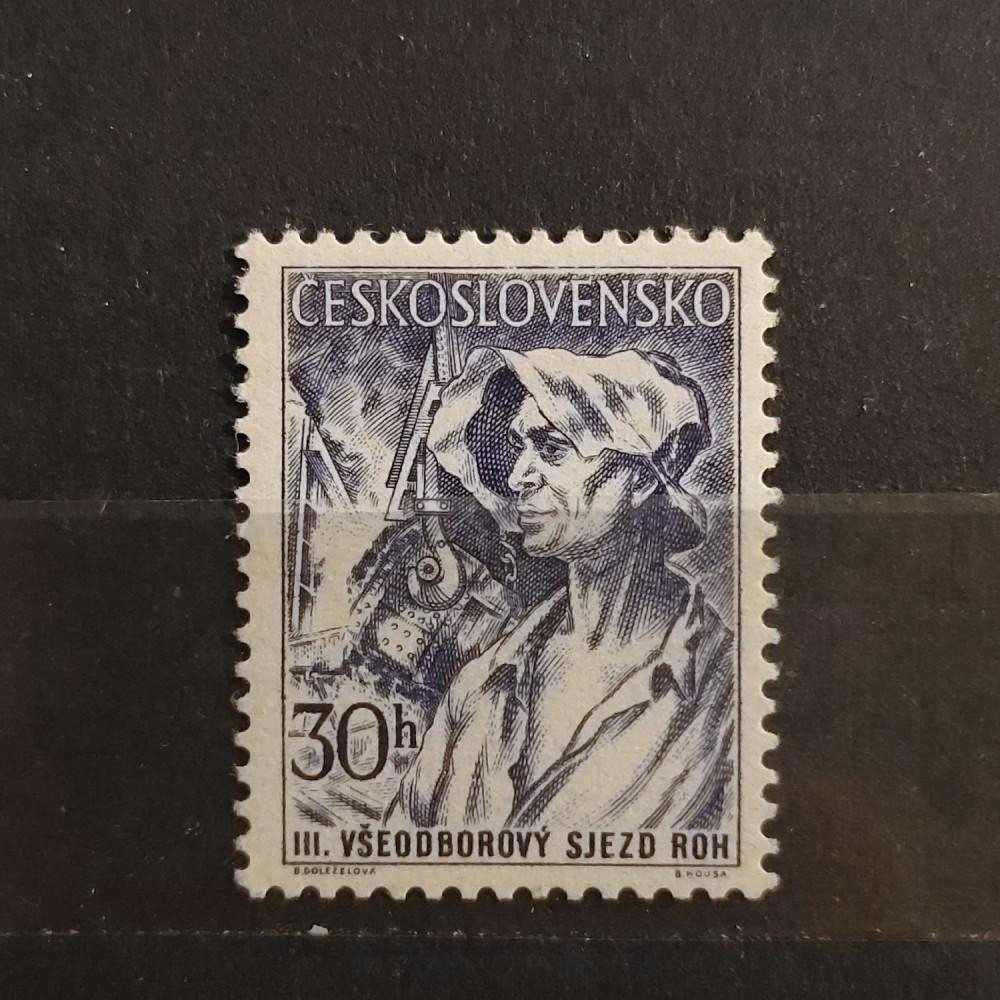 ČESKOSLOVENSKO
30h
III. VŠEODBOROVÝ SJEZD ROH
B.DOLEŽELOVÁ B.HOUSA